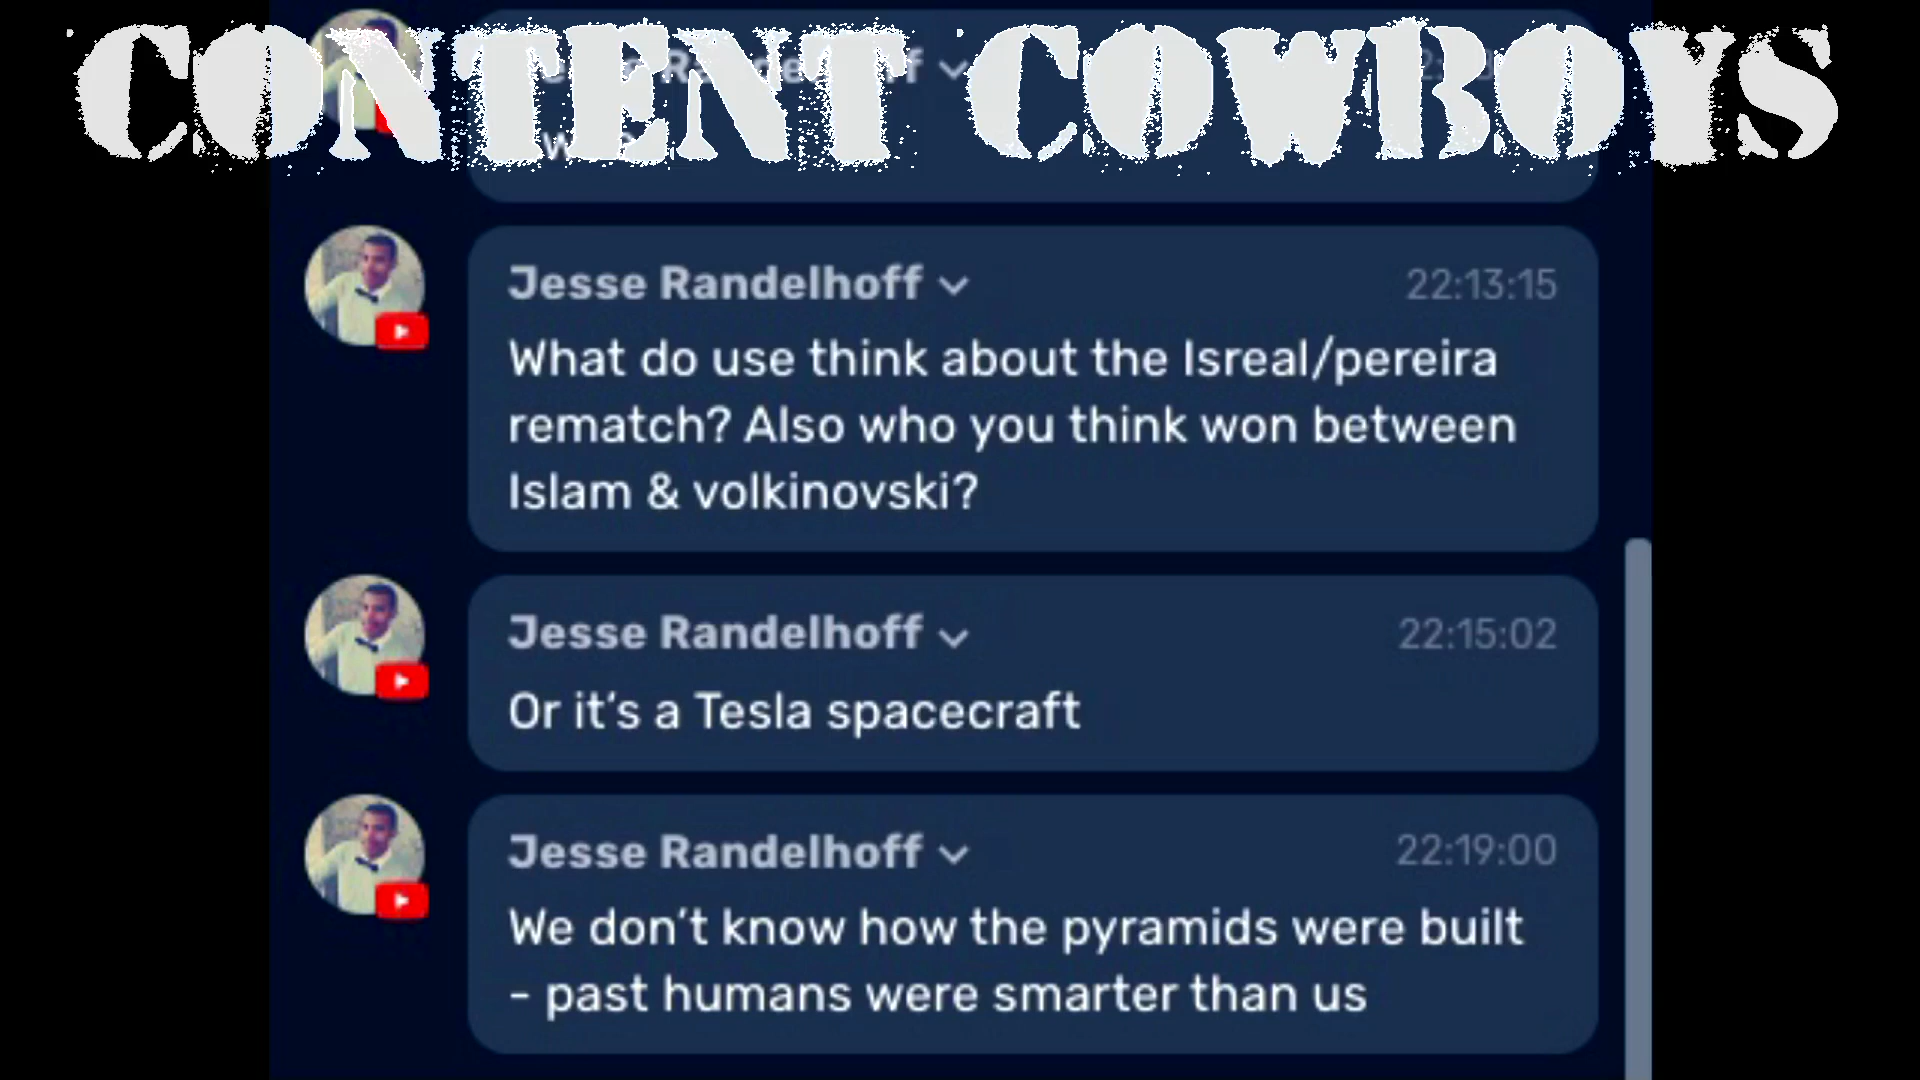 CONTENT COWBOYS
Jesse Randelhoff
22:13:15
What do use think about the Isreal/pereira
rematch? Also who you think won between
Islam & volkinovski?
Jesse Randelhoff
22:15:02
Or it's a Tesla spacecraft
Jesse Randelhoff
22:19:00
We don't know how the pyramids were built
- past humans were smarter than us